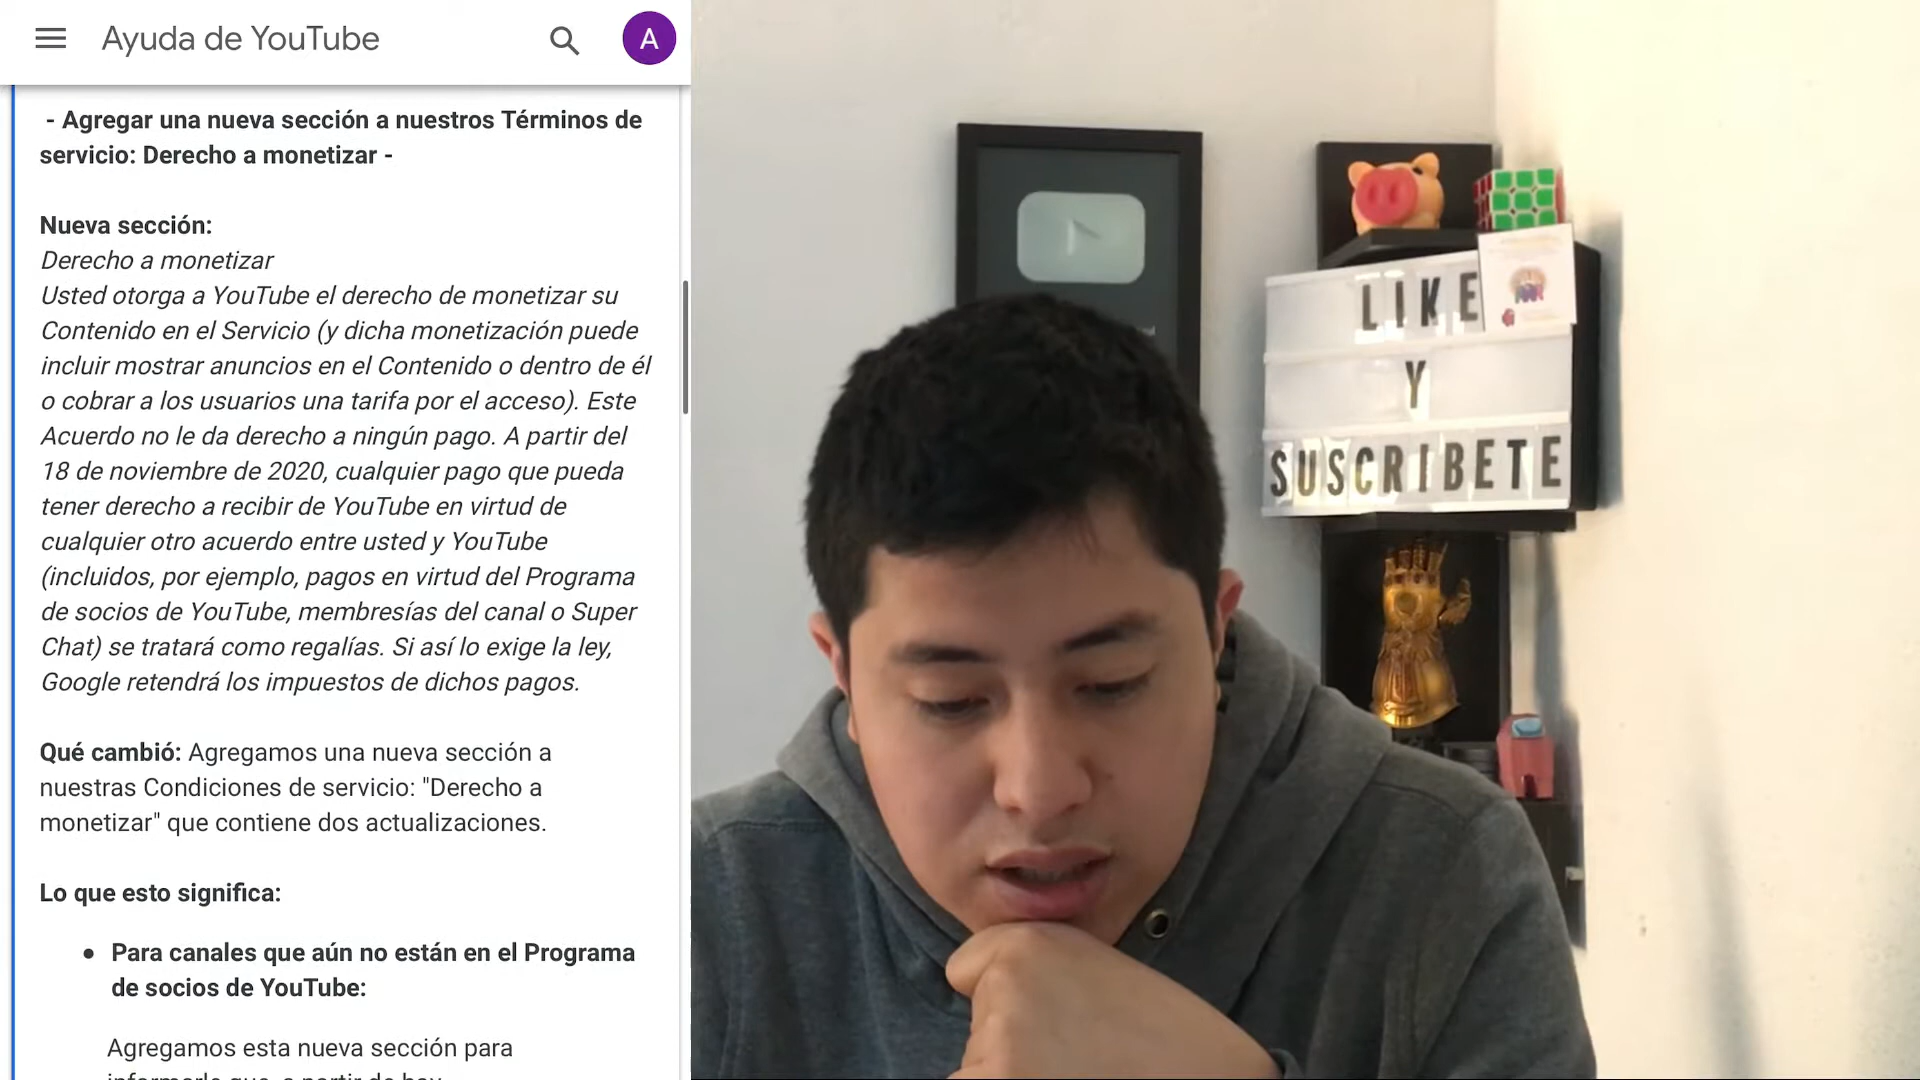 Ayuda de YouTube
A
- Agregar una nueva sección a nuestros Términos de
servicio: Derecho a monetizar -
Nueva sección:
Derecho a monetizar
Usted otorga a YouTube el derecho de monetizar su
Contenido en el Servicio (y dicha monetización puede
incluir mostrar anuncios en el Contenido o dentro de él
o cobrar a los usuarios una tarifa por el acceso). Este
Acuerdo no le da derecho a ningún pago. A partir del
18 de noviembre de 2020, cualquier pago que pueda
tener derecho a recibir de YouTube en virtud de
cualquier otro acuerdo entre usted y YouTube
(incluidos, por ejemplo, pagos en virtud del Programa
de socios de YouTube, membresías del canal o Super
Chat) se tratará como regalías. Si así lo exige la ley,
Google retendrá los impuestos de dichos pagos.
Qué cambió: Agregamos una nueva sección a
nuestras Condiciones de servicio: "Derecho a
monetizar" que contiene dos actualizaciones.
Lo que esto significa:
• Para canales que aún no están en el Programa
de socios de YouTube:
Agregamos esta nueva sección para
LIKE
Y
SUSCRIBETE